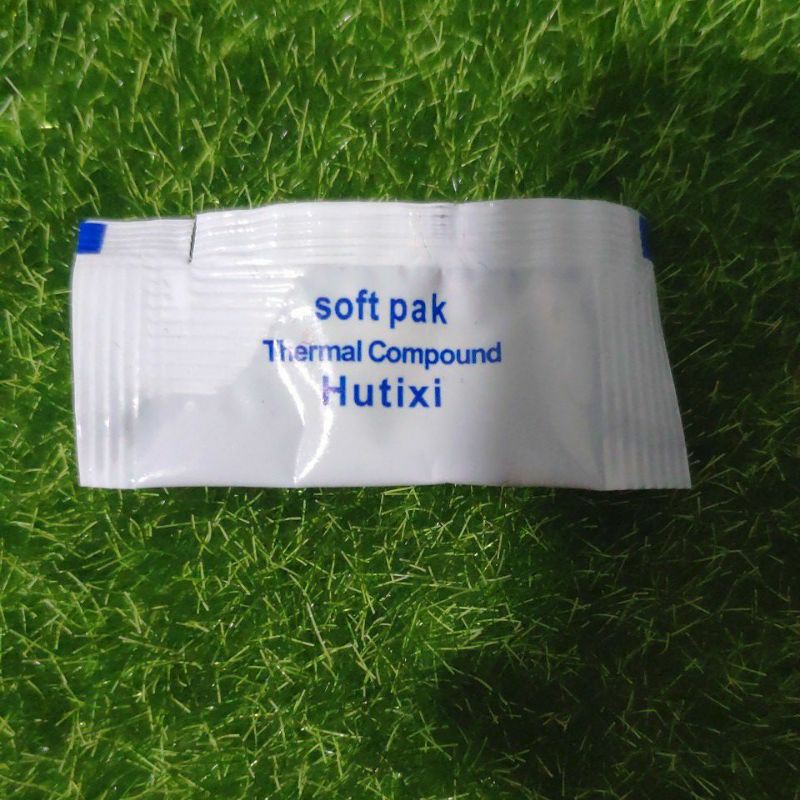 soft pak
Thermal Compound
Hutixi